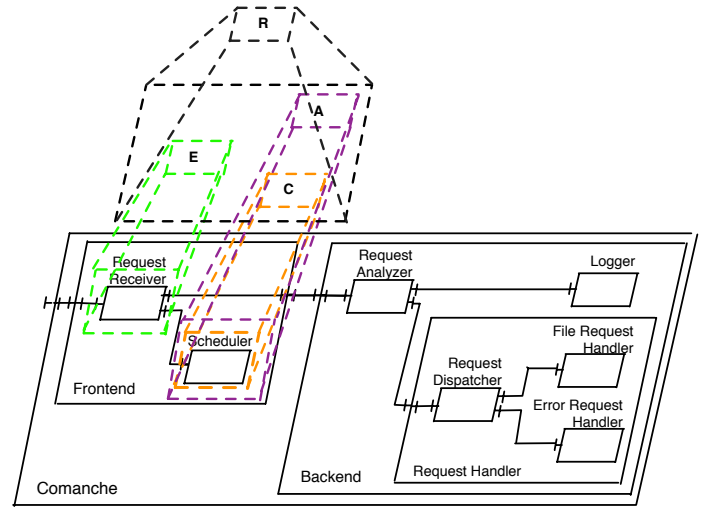 R
A
E
C
Request
Receiver
Request
Analyzer
Logger
Scheduler
File Request
Handler
Request
Dispatcher
Frontend
Error Request
Handler
Backend
Request Handler
Comanche